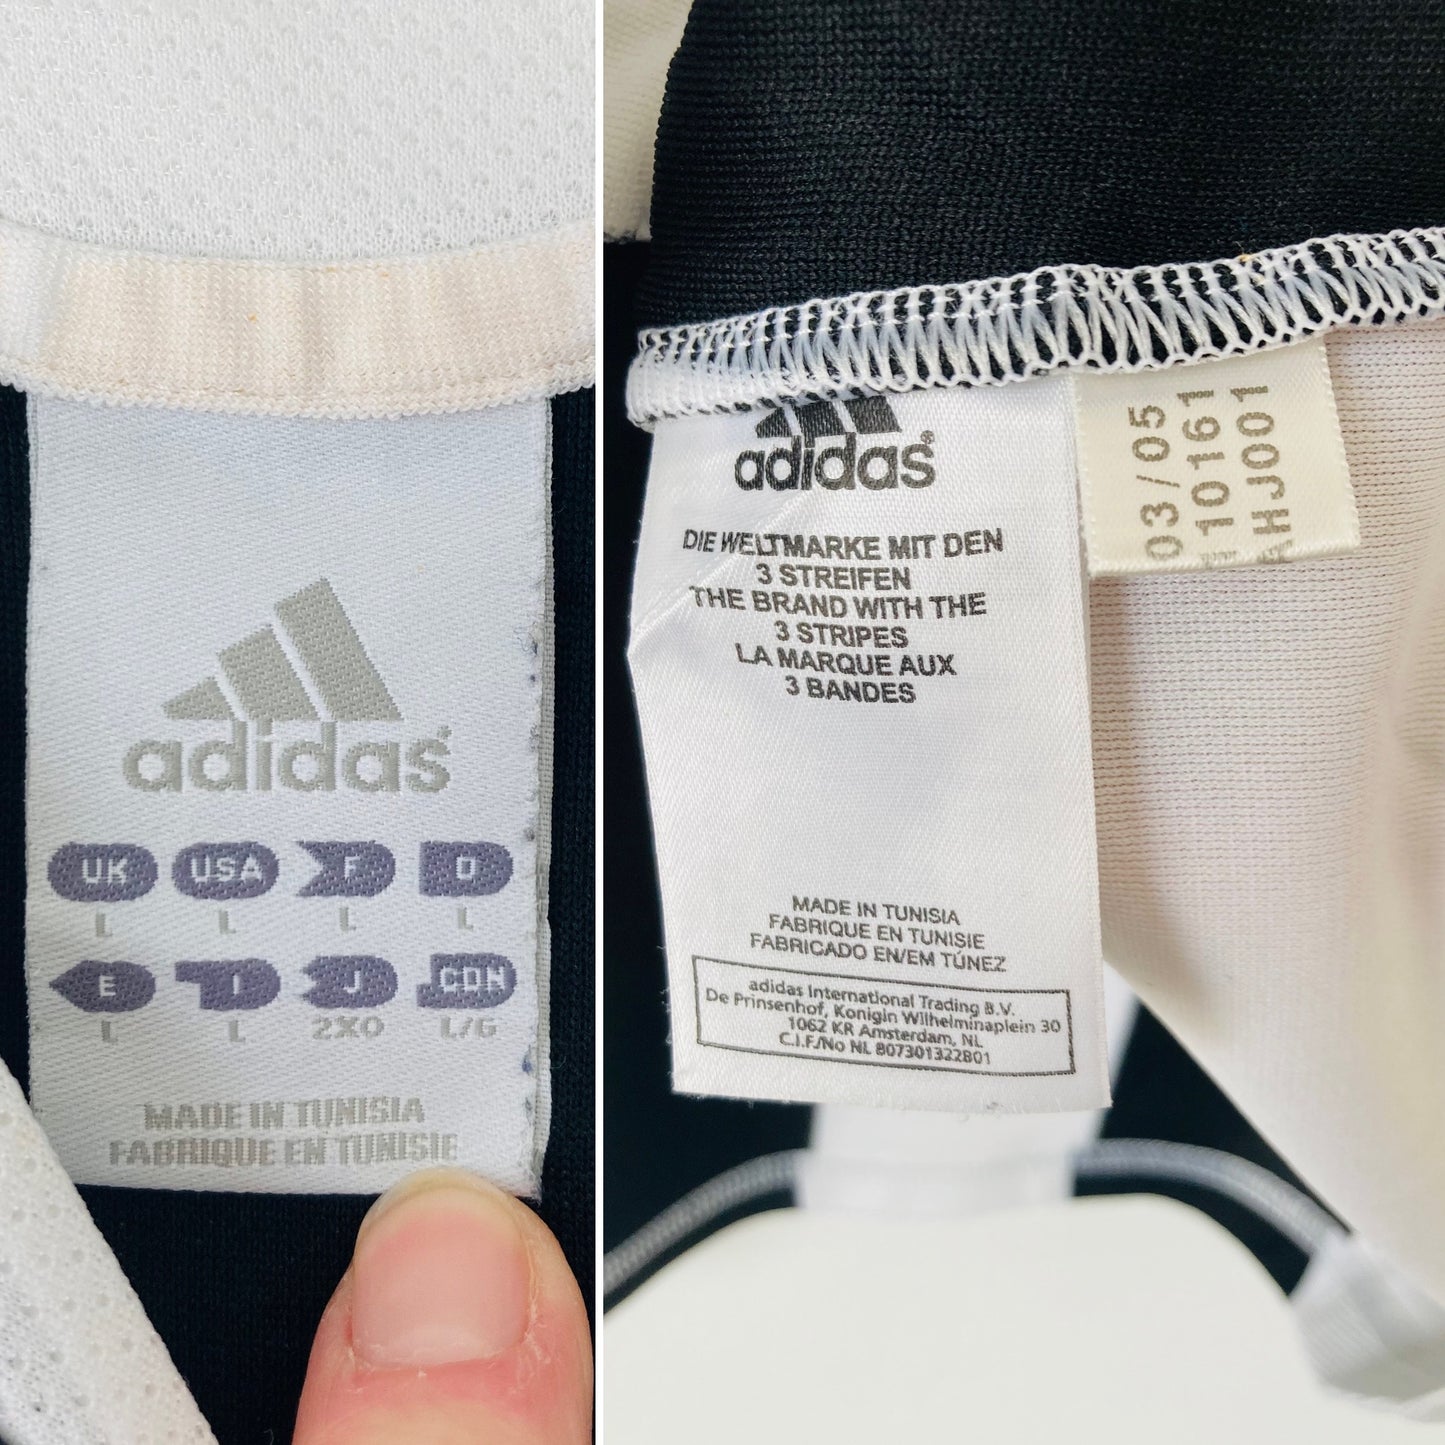 adidas
UK USA F D
L L L L
E I J CDN
L L 2XO L/G
MADE IN TUNISIA
FABRIQUE EN TUNISIE
adidas®
DIE WELTMARKE MIT DEN
3 STREIFEN
THE BRAND WITH THE
3 STRIPES
LA MARQUE AUX
3 BANDES
MADE IN TUNISIA
FABRIQUE EN TUNISIE
FABRICADO EN/EM TÚNEZ
adidas International Trading B.V.
De Prinsenhof, Konigin Wilhelminaplein 30
1062 KR Amsterdam, NL
C.I.F./No NL 807301322B01
03/05
10161
HJ001